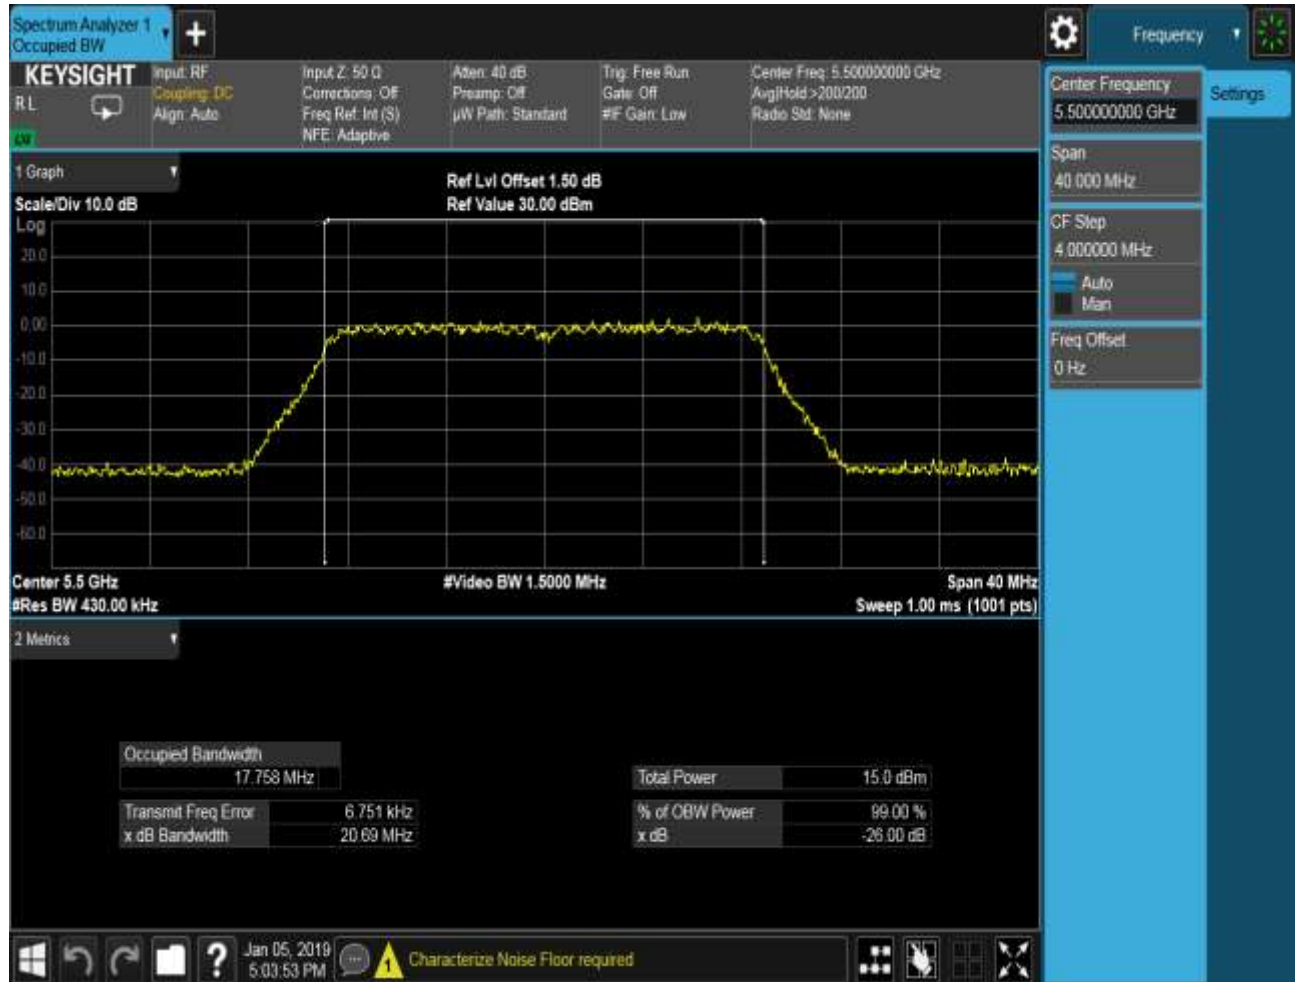 Spectrum Analyzer 1
Occupied BW
Frequency
KEYSIGHT
RL
Input: RF
Coupling: DC
Align: Auto
Input Z: 50 Ω
Corrections: Off
Freq Ref: Int (S)
NFE: Adaptive
Atten: 40 dB
Preamp: Off
µW Path: Standard
Trig: Free Run
Gate: Off
#IF Gain: Low
Center Freq: 5.500000000 GHz
Avg|Hold:>200/200
Radio Std: None
Center Frequency
5.500000000 GHz
Settings
Span
40.000 MHz
CF Step
4.000000 MHz
Auto
Man
Freq Offset
0 Hz
1 Graph
Scale/Div 10.0 dB
Ref Lvl Offset 1.50 dB
Ref Value 30.00 dBm
Log
20.0
10.0
0.00
-10.0
-20.0
-30.0
-40.0
-50.0
-60.0
Center 5.5 GHz
#Video BW 1.5000 MHz
Span 40 MHz
#Res BW 430.00 kHz
Sweep 1.00 ms (1001 pts)
2 Metrics
Occupied Bandwidth
17.758 MHz
Total Power 15.0 dBm
Transmit Freq Error 6.751 kHz
% of OBW Power 99.00 %
x dB Bandwidth 20.69 MHz
x dB -26.00 dB
?
Jan 05, 2019
5:03:53 PM
1
Characterize Noise Floor required